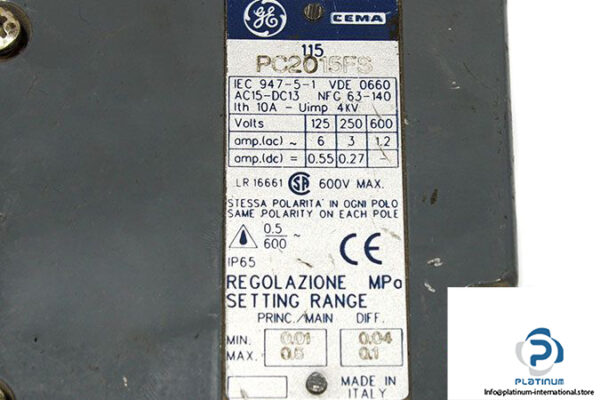 GE CEMA
115
PC2015FS
IEC 947-5-1 VDE 0660
AC15-DC13 NFC 63-140
Ith 10A - Uimp 4KV
Volts 125 250 600
amp.(ac) ~ 6 3 1.2
amp.(dc) = 0.55 0.27 -
LR 16661 SA 600V MAX.
STESSA POLARITA' IN OGNI POLO
SAME POLARITY ON EACH POLE
0.5
600 ~
CE
IP65
REGOLAZIONE MPa
SETTING RANGE
PRINC./MAIN DIFF.
MIN. 0.01 0.04
MAX. 0.5 0.1
MADE IN
ITALY
PLATINUM
Info@platinum-international.store